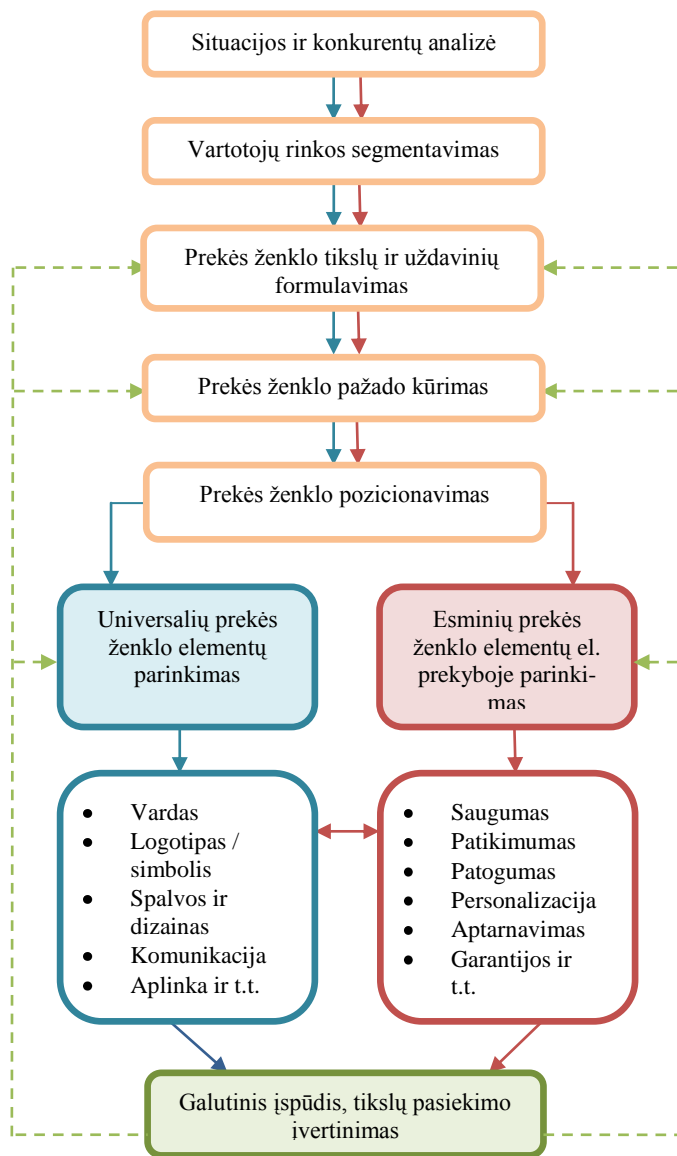 Situacijos ir konkurentų analizė
Vartotojų rinkos segmentavimas
Prekės ženklo tikslų ir uždavinių
formulavimas
Prekės ženklo pažado kūrimas
Prekės ženklo pozicionavimas
Universalių prekės
ženklo elementų
parinkimas
Esminių prekės
ženklo elementų el.
prekyboje parinki-
mas
• Vardas
• Logotipas /
simbolis
• Spalvos ir
dizainas
• Komunikacija
• Aplinka ir t.t.
• Saugumas
• Patikimumas
• Patogumas
• Personalizacija
• Aptarnavimas
• Garantijos ir
t.t.
Galutinis įspūdis, tikslų pasiekimo
įvertinimas